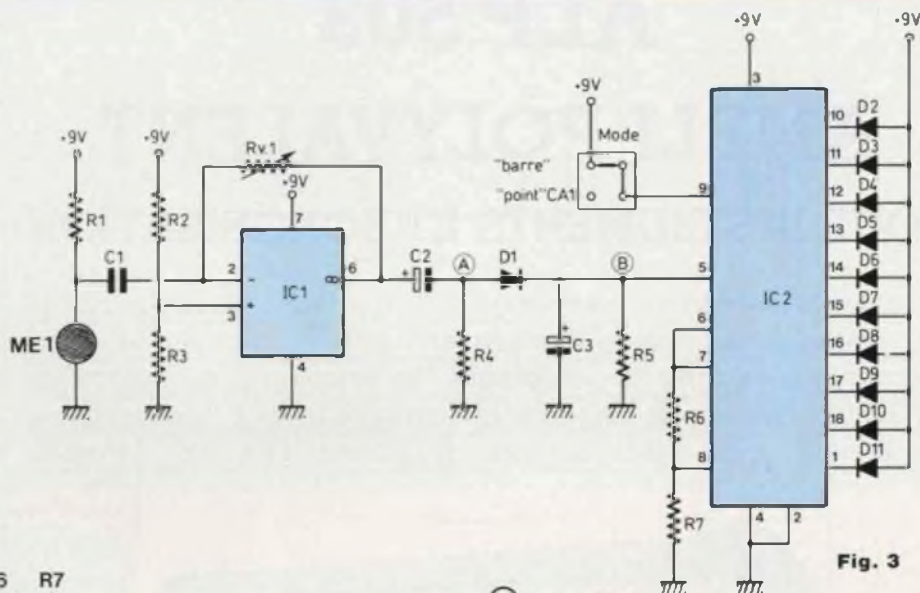 +9V
+9V
+9V
Mode
"barre"
"point" CA1
+9V
+9V
Rv.1
+9V
R1
R2
C1
7
2
-
3
+
IC1
6
4
ME1
R3
C2
+
A
D1
R4
C3
+
B
R5
3
9
5
6
7
8
IC2
4
2
R6
R7
10
D2
11
D3
12
D4
13
D5
14
D6
15
D7
16
D8
17
D9
18
D10
1
D11
Fig. 3
6 R7